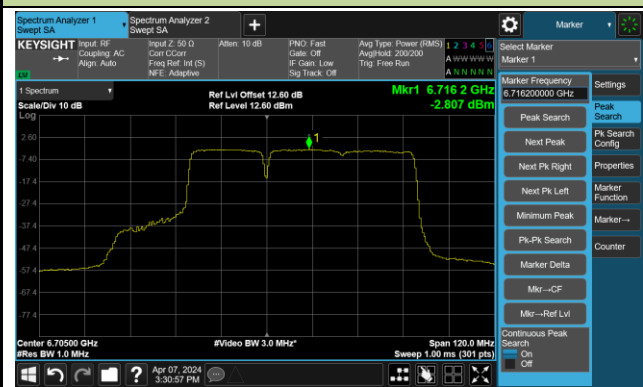 Spectrum Analyzer 1
Swept SA
Spectrum Analyzer 2
Swept SA
+
Marker
KEYSIGHT
Input: RF
Coupling: AC
Align: Auto
Input Z: 50 Ω
Corr CCorr
Freq Ref: Int (S)
NFE: Adaptive
Atten: 10 dB
PNO: Fast
Gate: Off
IF Gain: Low
Sig Track: Off
Avg Type: Power (RMS)
Avg|Hold: 200/200
Trig: Free Run
1 2 3 4 5 6
A W W W W W
A N N N N N
Select Marker
Marker 1
1 Spectrum
Scale/Div 10 dB
Log
Ref Lvl Offset 12.60 dB
Ref Level 12.60 dBm
Mkr1 6.716 2 GHz
-2.807 dBm
1
2.60
-7.40
-17.4
-27.4
-37.4
-47.4
-57.4
-67.4
-77.4
Center 6.70500 GHz
#Res BW 1.0 MHz
#Video BW 3.0 MHz*
Span 120.0 MHz
Sweep 1.00 ms (301 pts)
Marker Frequency
6.716200000 GHz
Peak Search
Next Peak
Next Pk Right
Next Pk Left
Minimum Peak
Pk-Pk Search
Marker Delta
Mkr→CF
Mkr→Ref Lvl
Continuous Peak
Search
On
Off
Settings
Peak
Search
Pk Search
Config
Properties
Marker
Function
Marker→
Counter
?
Apr 07, 2024
3:30:57 PM